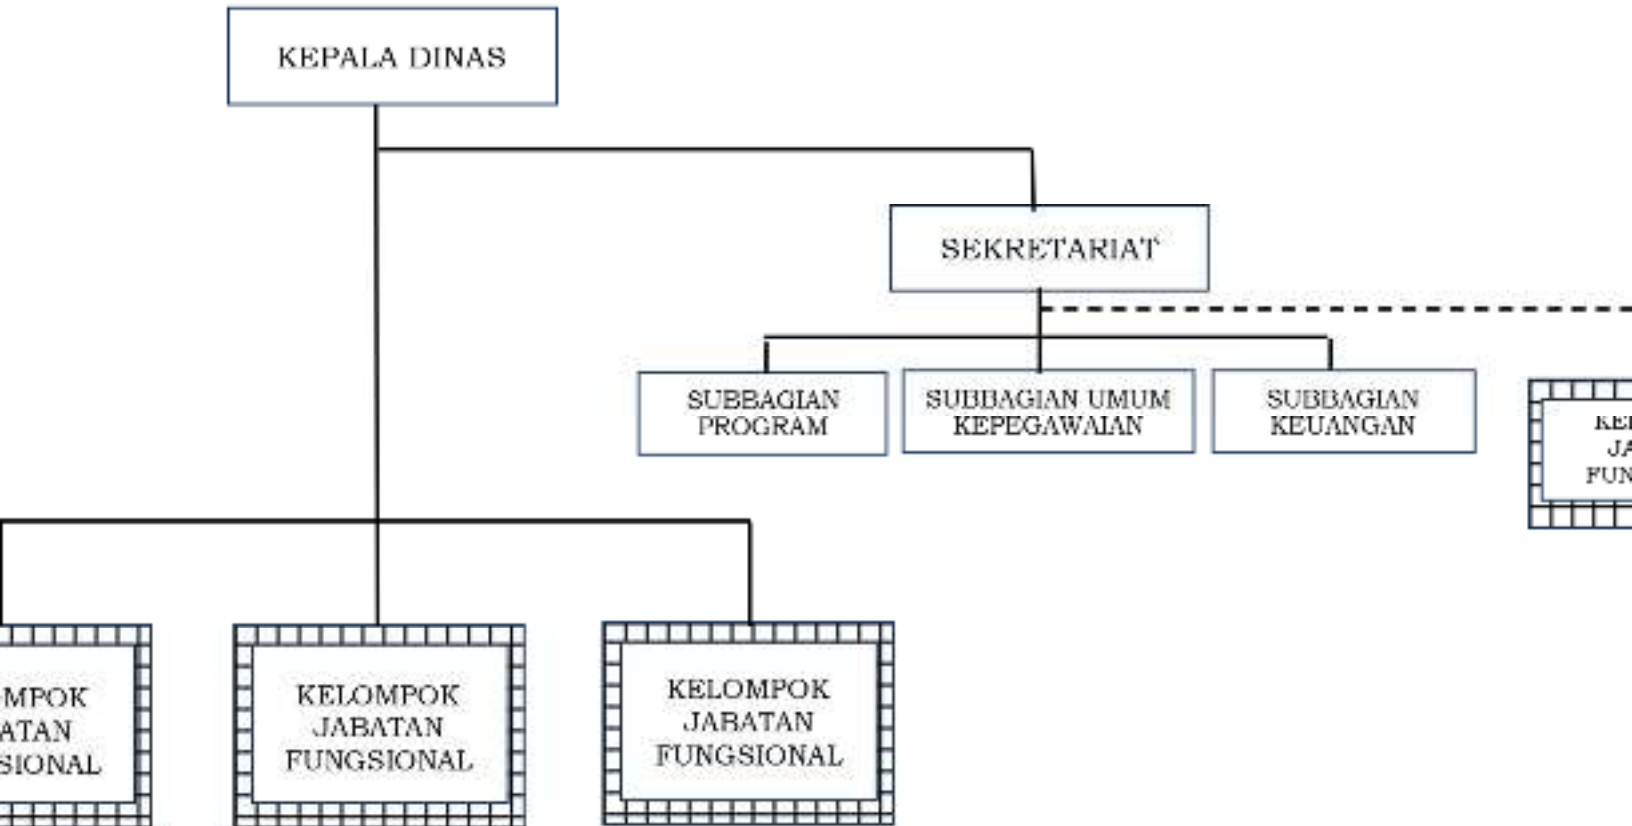 KEPALA DINAS
SEKRETARIAT
SUBBAGIAN
PROGRAM
SUBBAGIAN UMUM
KEPEGAWAIAN
SUBBAGIAN
KEUANGAN
KELOMPOK
JABATAN
FUNGSIONAL
KELOMPOK
JABATAN
FUNGSIONAL